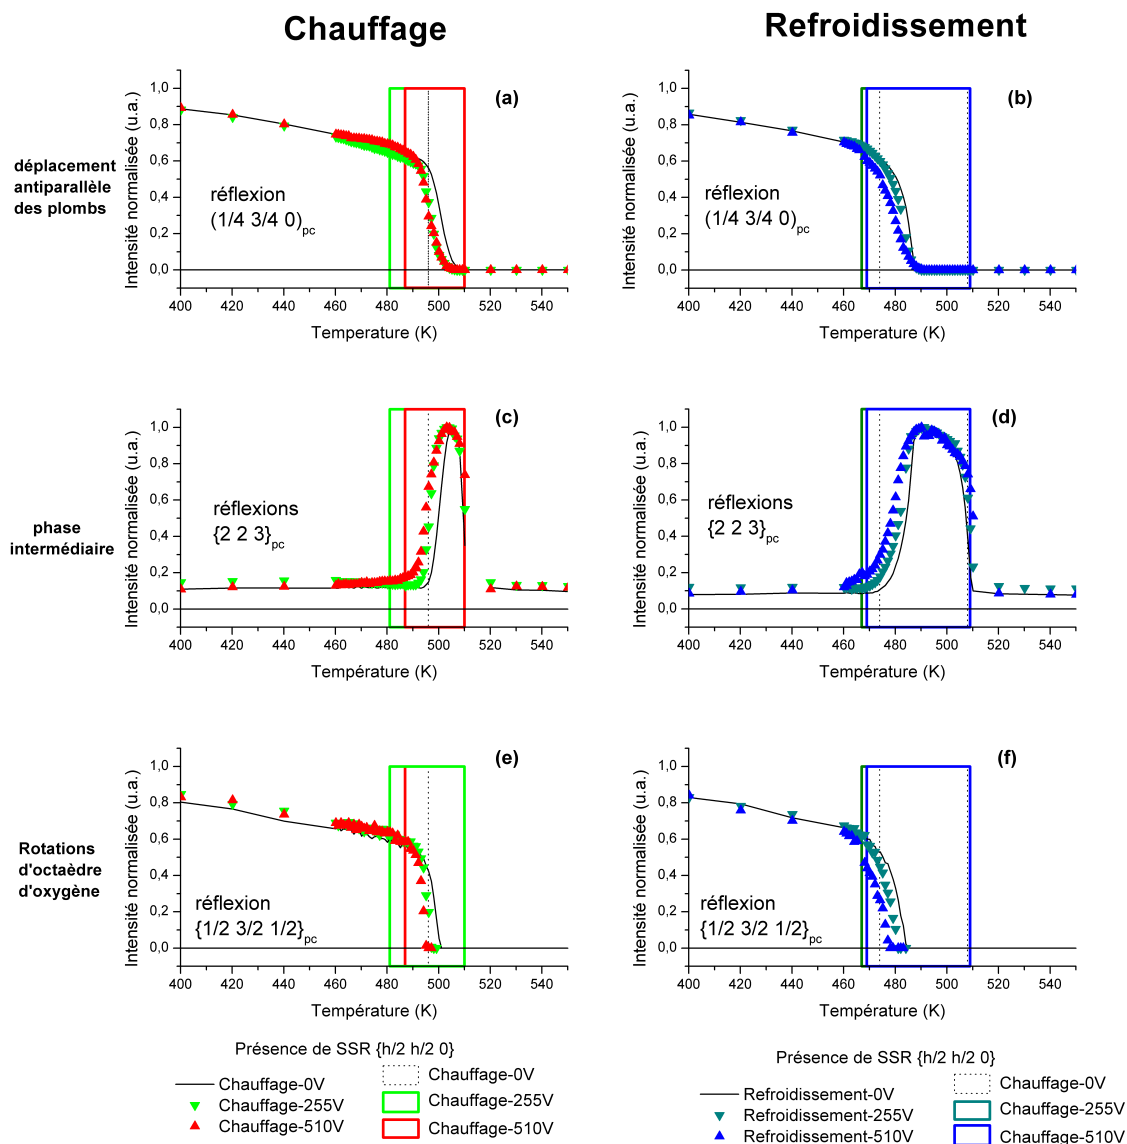 Chauffage
Refroidissement
déplacement
antiparallèle
des plombs
Intensité normalisée (u.a.)
1,0
0,8
0,6
0,4
0,2
0,0
(a)
réflexion
(1/4 3/4 0)pc
400 420 440 460 480 500 520 540
Temperature (K)
Intensité normalisée (u.a.)
1,0
0,8
0,6
0,4
0,2
0,0
(b)
réflexion
(1/4 3/4 0)pc
400 420 440 460 480 500 520 540
Température (K)
phase
intermédiaire
Intensité normalisée (u.a.)
1,0
0,8
0,6
0,4
0,2
0,0
(c)
réflexions
{2 2 3}pc
400 420 440 460 480 500 520 540
Température (K)
Intensité normalisée (u.a.)
1,0
0,8
0,6
0,4
0,2
0,0
(d)
réflexions
{2 2 3}pc
400 420 440 460 480 500 520 540
Température (K)
Rotations
d'octaèdre
d'oxygène
Intensité normalisée (u.a.)
1,0
0,8
0,6
0,4
0,2
0,0
(e)
réflexion
{1/2 3/2 1/2}pc
400 420 440 460 480 500 520 540
Température (K)
Intensité normalisée (u.a.)
1,0
0,8
0,6
0,4
0,2
0,0
(f)
réflexion
{1/2 3/2 1/2}pc
400 420 440 460 480 500 520 540
Température (K)
Présence de SSR {h/2 h/2 0}
Chauffage-0V
Chauffage-255V
Chauffage-510V
Chauffage-0V
Chauffage-255V
Chauffage-510V
Présence de SSR {h/2 h/2 0}
Refroidissement-0V
Refroidissement-255V
Refroidissement-510V
Chauffage-0V
Chauffage-255V
Chauffage-510V